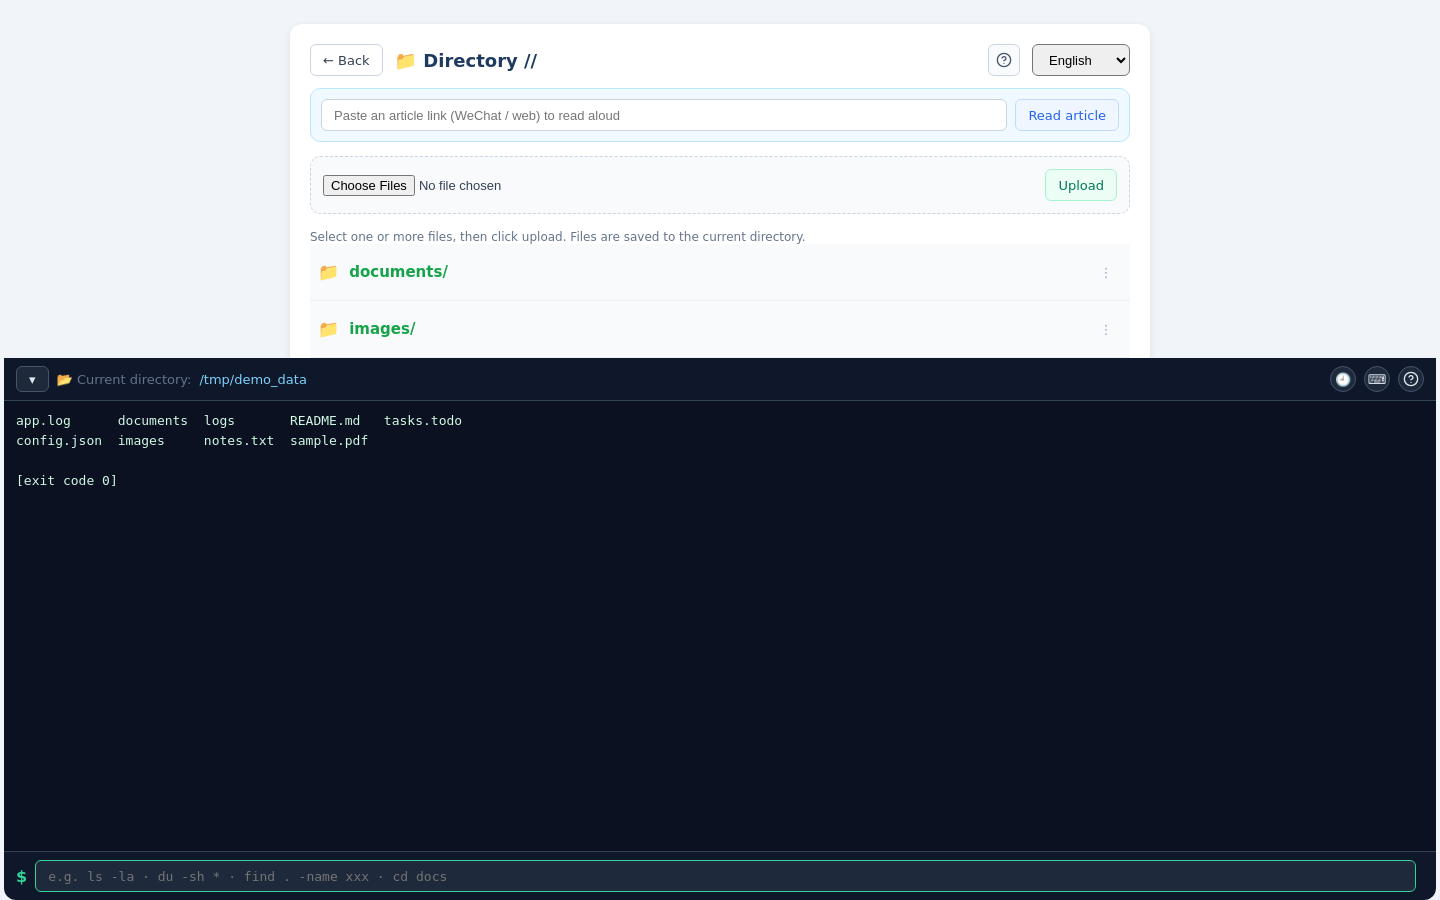 ← Back
Directory //
English
Paste an article link (WeChat / web) to read aloud
Read article
Choose Files No file chosen
Upload
Select one or more files, then click upload. Files are saved to the current directory.
documents/
images/
Current directory: /tmp/demo_data
app.log documents logs README.md tasks.todo
config.json images notes.txt sample.pdf
[exit code 0]
$ e.g. ls -la · du -sh * · find . -name xxx · cd docs